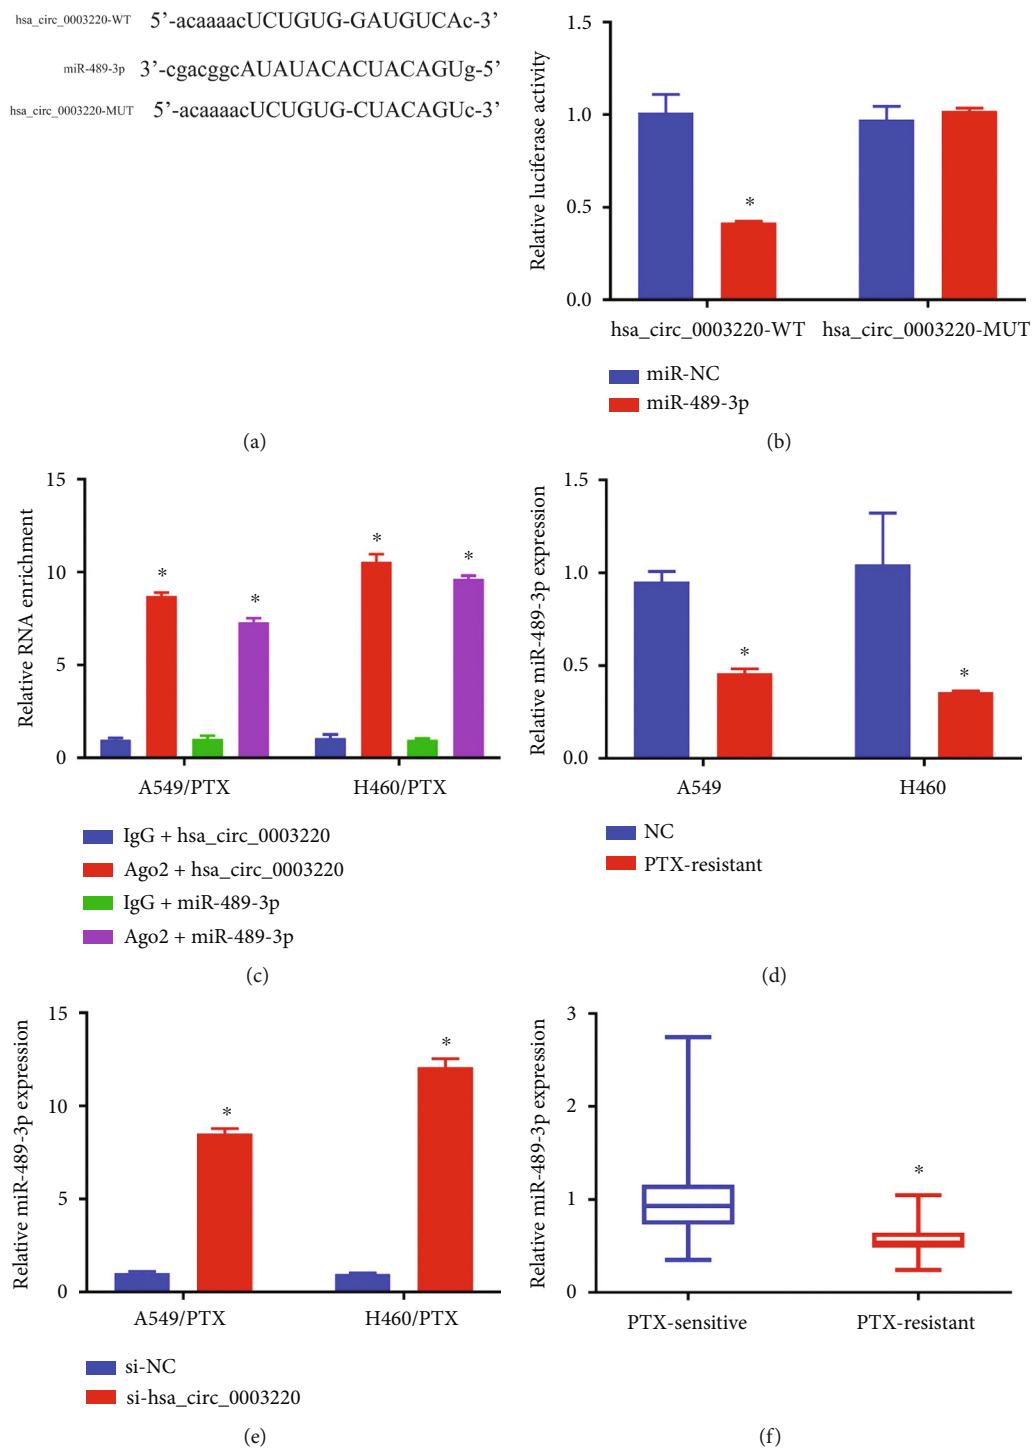 hsa_circ_0003220-WT 5’-acaaaacUCUGUG-GAUGUCAc-3’
miR-489-3p 3’-cgacggcAUAUACACUACAGUg-5’
hsa_circ_0003220-MUT 5’-acaaaacUCUGUG-CUACAGUc-3’
(a)
Relative luciferase activity
1.5
1.0
0.5
0.0
*
hsa_circ_0003220-WT hsa_circ_0003220-MUT
miR-NC
miR-489-3p
(b)
Relative RNA enrichment
15
10
5
0
* * * *
A549/PTX H460/PTX
IgG + hsa_circ_0003220
Ago2 + hsa_circ_0003220
IgG + miR-489-3p
Ago2 + miR-489-3p
(c)
Relative miR-489-3p expression
1.5
1.0
0.5
0.0
* *
A549 H460
NC
PTX-resistant
(d)
Relative miR-489-3p expression
15
10
5
0
* *
A549/PTX H460/PTX
si-NC
si-hsa_circ_0003220
(e)
Relative miR-489-3p expression
3
2
1
0
*
PTX-sensitive PTX-resistant
(f)